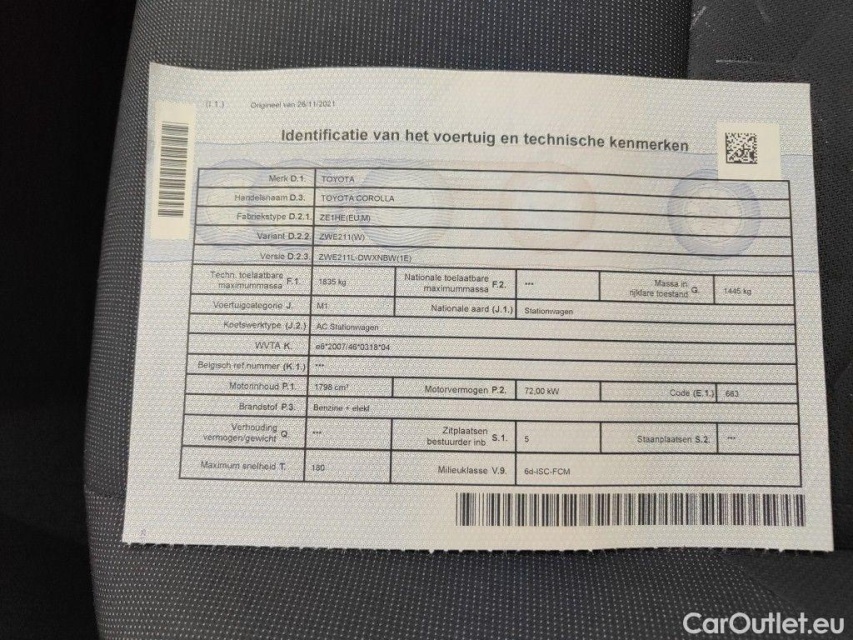 (I.1.) Origineel van 26/11/2021
Identificatie van het voertuig en technische kenmerken
Merk D.1. TOYOTA
Handelsnaam D.3. TOYOTA COROLLA
Fabriekstype D.2.1. ZE1HE(EU,M)
Variant D.2.2. ZWE211(W)
Versie D.2.3. ZWE211L-DWXNBW(1E)
Techn. toelaatbare maximummassa F.1. 1835 kg Nationale toelaatbare maximummassa F.2. *** Massa in rijklare toestand G. 1445 kg
Voertuigcategorie J. M1 Nationale aard (J.1.) Stationwagen
Koetswerktype (J.2.) AC Stationwagen
WVTA K. e6*2007/46*0318*04
Belgisch ref nummer (K.1.) ***
Motorinhoud P.1. 1798 cm³ Motorvermogen P.2. 72,00 kW Code (E.1.) 663
Brandstof P.3. Benzine + elekt
Verhouding vermogen/gewicht Q. *** Zitplaatsen bestuurder inb S.1. 5 Staanplaatsen S.2. ***
Maximum snelheid T. 180 Milieuklasse V.9. 6d-ISC-FCM
CarOutlet.eu